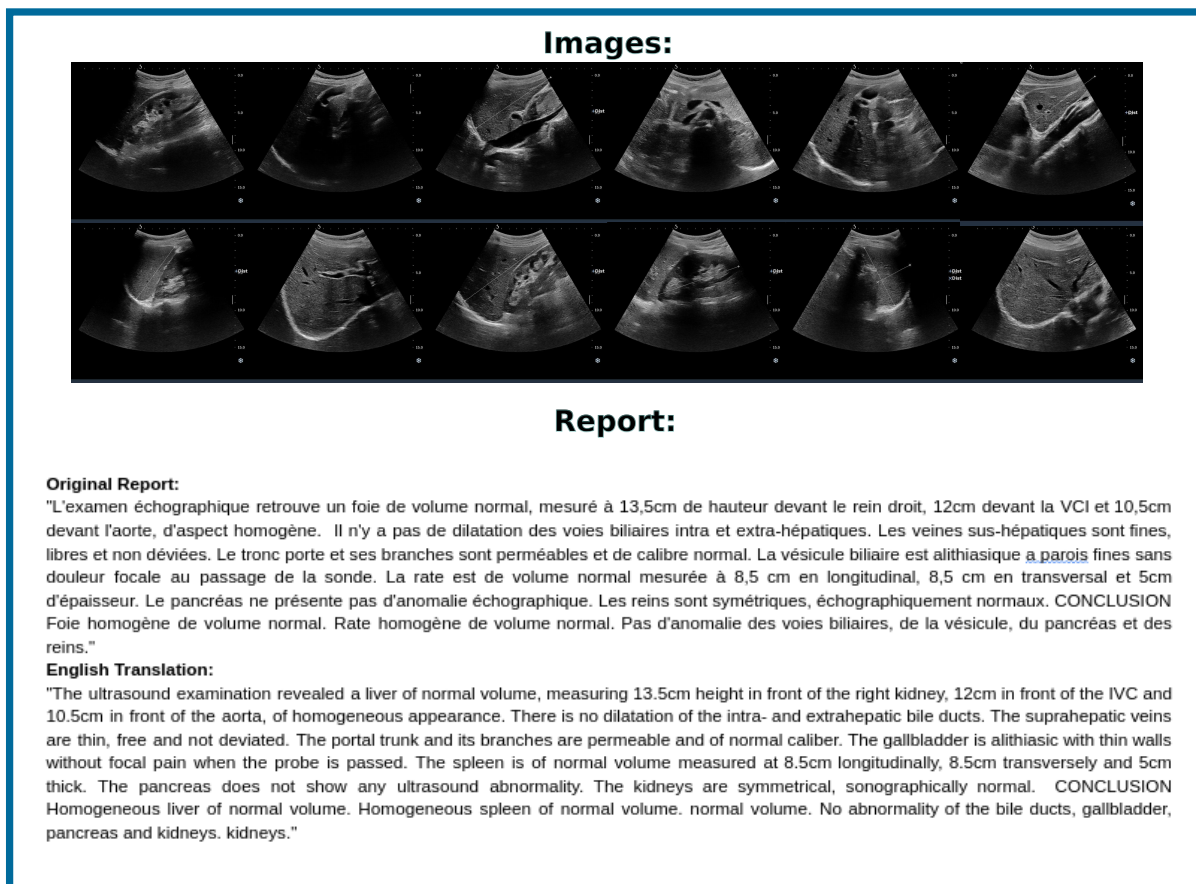 Images:
Report:
Original Report:
"L'examen échographique retrouve un foie de volume normal, mesuré à 13,5cm de hauteur devant le rein droit, 12cm devant la VCI et 10,5cm
devant l'aorte, d'aspect homogène.  Il n'y a pas de dilatation des voies biliaires intra et extra-hépatiques. Les veines sus-hépatiques sont fines,
libres et non déviées. Le tronc porte et ses branches sont perméables et de calibre normal. La vésicule biliaire est alithiasique a parois fines sans
douleur focale au passage de la sonde. La rate est de volume normal mesurée à 8,5 cm en longitudinal, 8,5 cm en transversal et 5cm
d'épaisseur. Le pancréas ne présente pas d'anomalie échographique. Les reins sont symétriques, échographiquement normaux. CONCLUSION
Foie homogène de volume normal. Rate homogène de volume normal. Pas d'anomalie des voies biliaires, de la vésicule, du pancréas et des
reins."
English Translation:
"The ultrasound examination revealed a liver of normal volume, measuring 13.5cm height in front of the right kidney, 12cm in front of the IVC and
10.5cm in front of the aorta, of homogeneous appearance. There is no dilatation of the intra- and extrahepatic bile ducts. The suprahepatic veins
are thin, free and not deviated. The portal trunk and its branches are permeable and of normal caliber. The gallbladder is alithiasic with thin walls
without focal pain when the probe is passed. The spleen is of normal volume measured at 8.5cm longitudinally, 8.5cm transversely and 5cm
thick. The pancreas does not show any ultrasound abnormality. The kidneys are symmetrical, sonographically normal.  CONCLUSION
Homogeneous liver of normal volume. Homogeneous spleen of normal volume. normal volume. No abnormality of the bile ducts, gallbladder,
pancreas and kidneys. kidneys."